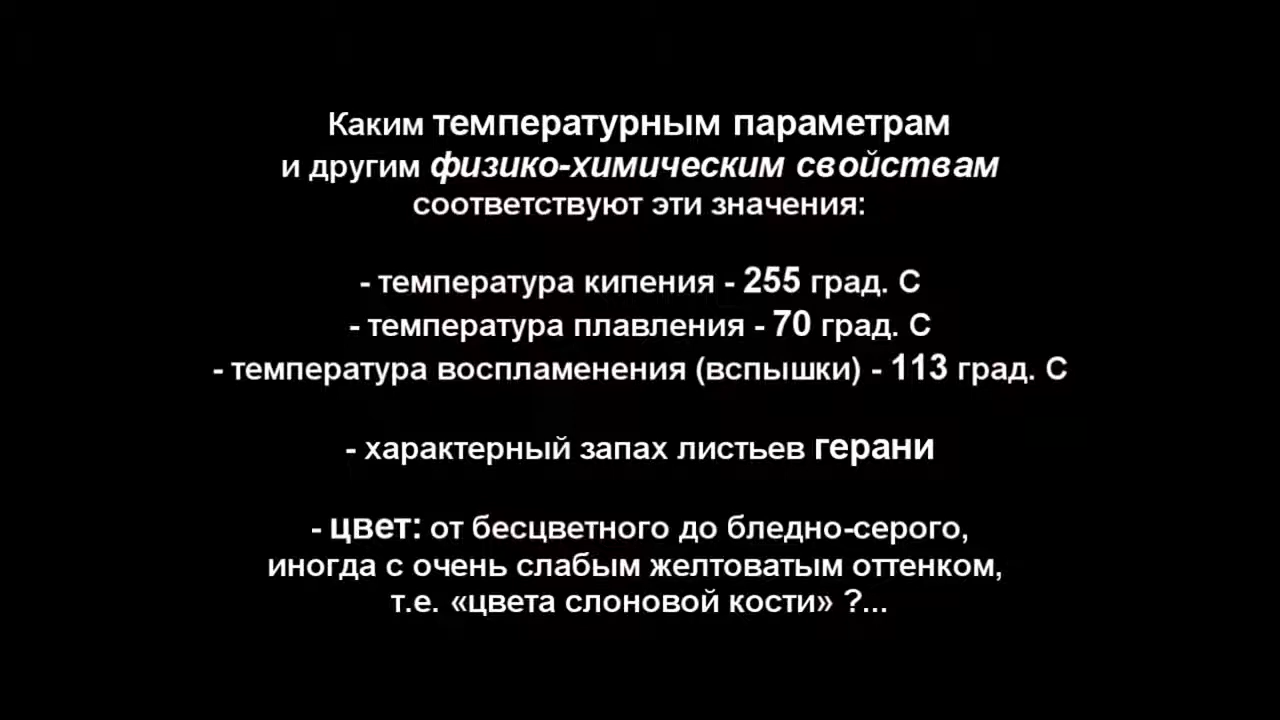 Каким температурным параметрам
и другим физико-химическим свойствам
соответствуют эти значения:
- температура кипения - 255 град. С
- температура плавления - 70 град. С
- температура воспламенения (вспышки) - 113 град. С
- характерный запах листьев герани
- цвет: от бесцветного до бледно-серого,
иногда с очень слабым желтоватым оттенком,
т.е. «цвета слоновой кости» ?...